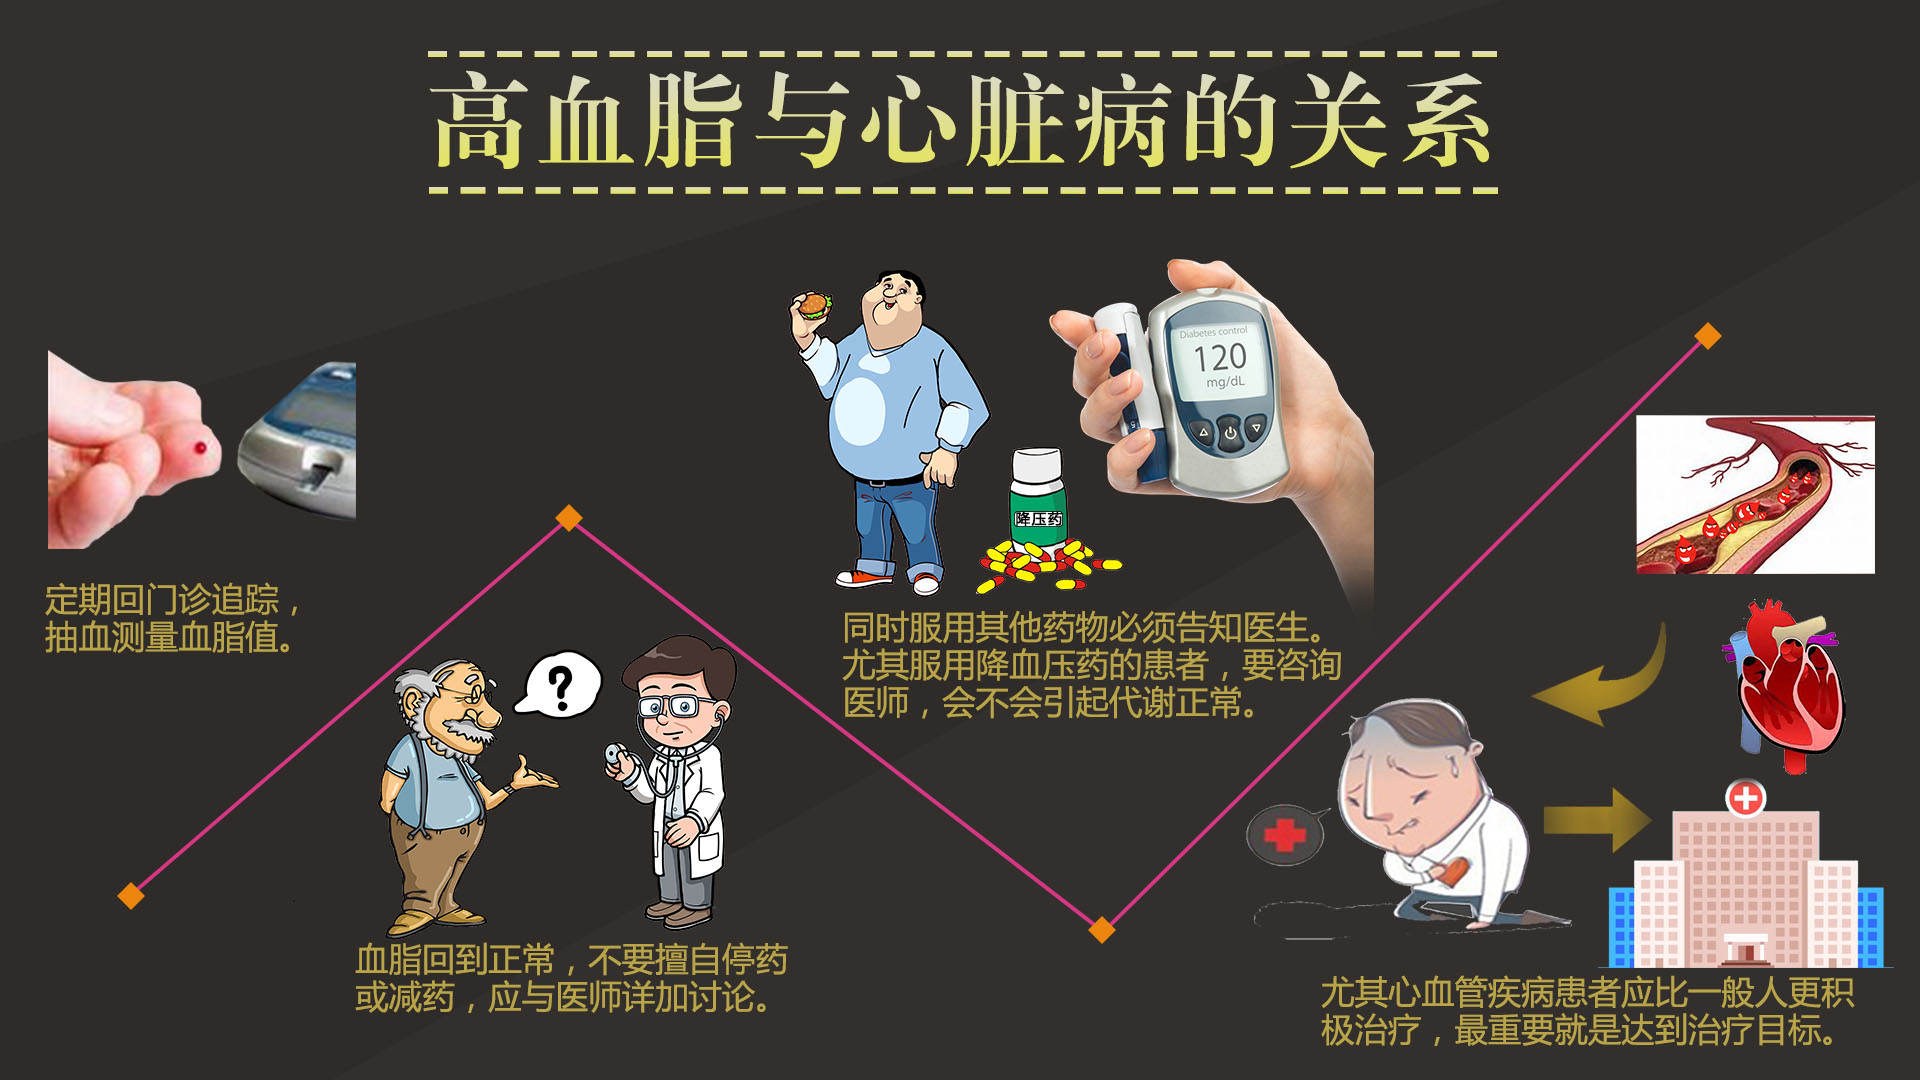 高血脂与心脏病的关系
定期回门诊追踪，
抽血测量血脂值。
?
血脂回到正常，不要擅自停药
或减药，应与医师详加讨论。
降压药
Diabetes control
120
mg/dL
同时服用其他药物必须告知医生。
尤其服用降血压药的患者，要咨询
医师，会不会引起代谢正常。
尤其心血管疾病患者应比一般人更积
极治疗，最重要就是达到治疗目标。